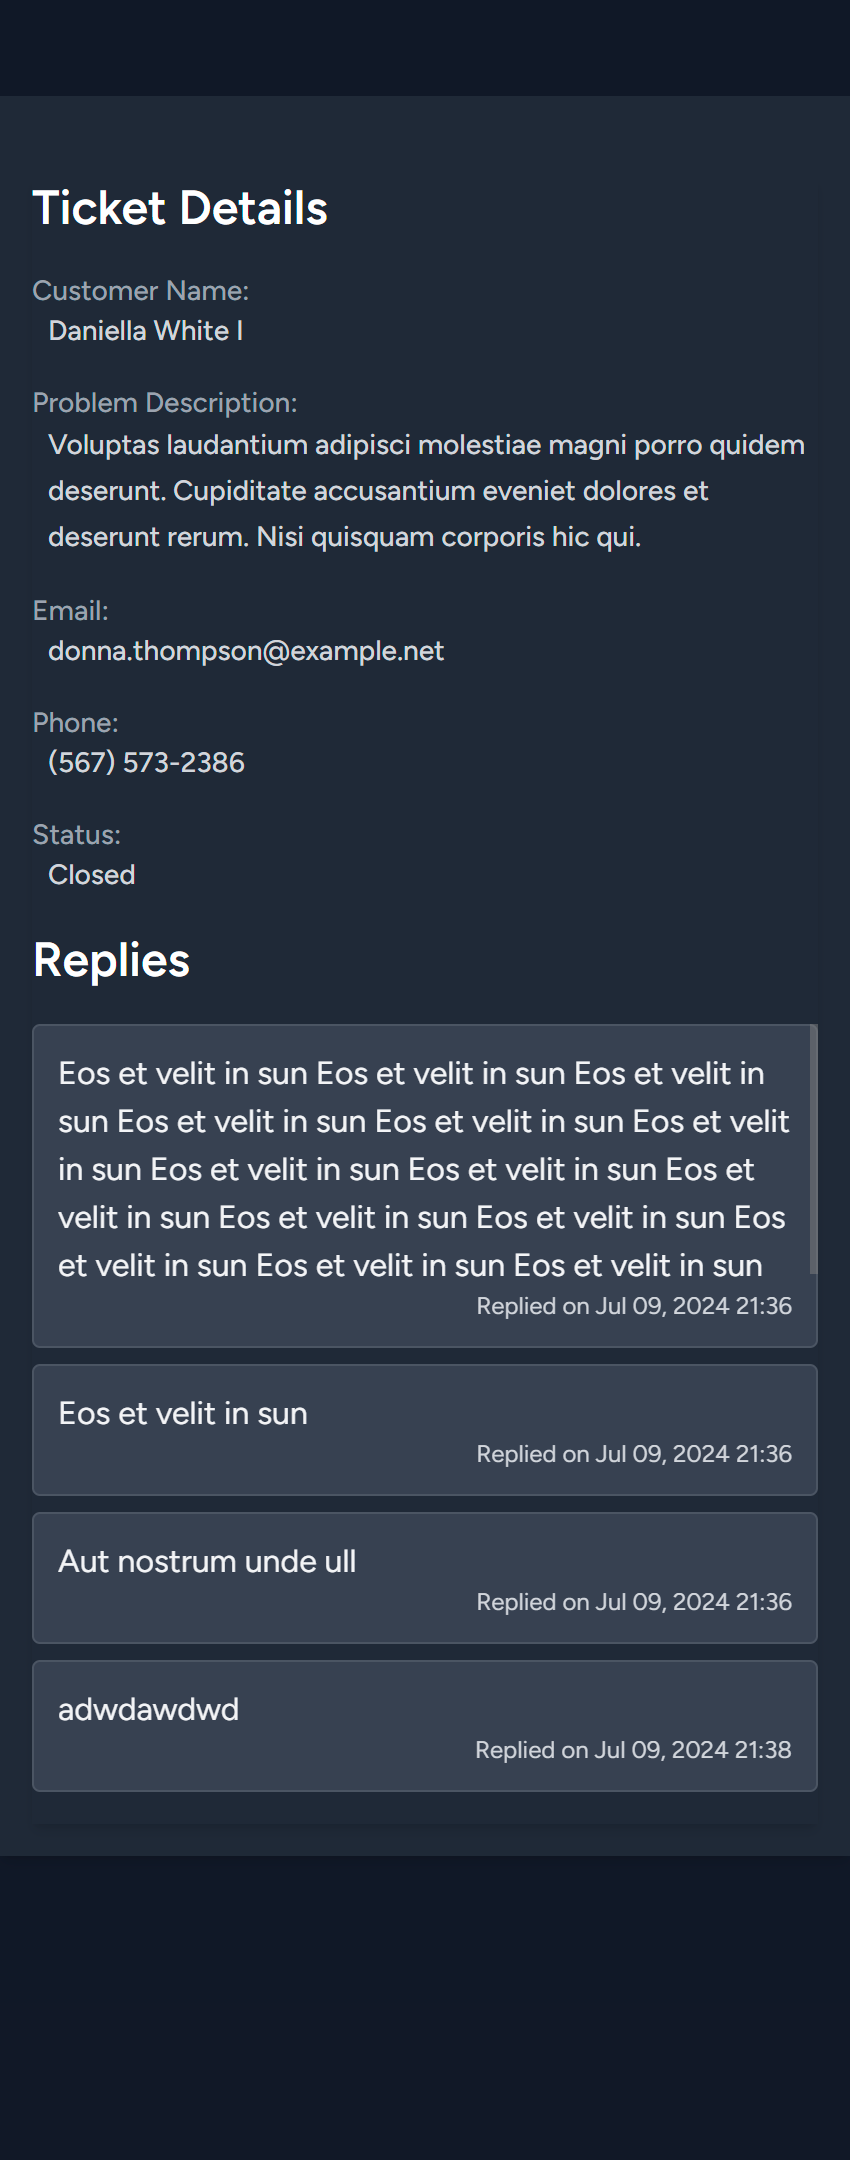 Ticket Details
Customer Name:
Daniella White I
Problem Description:
Voluptas laudantium adipisci molestiae magni porro quidem
deserunt. Cupiditate accusantium eveniet dolores et
deserunt rerum. Nisi quisquam corporis hic qui.
Email:
donna.thompson@example.net
Phone:
(567) 573-2386
Status:
Closed
Replies
Eos et velit in sun Eos et velit in sun Eos et velit in
sun Eos et velit in sun Eos et velit in sun Eos et velit
in sun Eos et velit in sun Eos et velit in sun Eos et
velit in sun Eos et velit in sun Eos et velit in sun Eos
et velit in sun Eos et velit in sun Eos et velit in sun
Replied on Jul 09, 2024 21:36
Eos et velit in sun
Replied on Jul 09, 2024 21:36
Aut nostrum unde ull
Replied on Jul 09, 2024 21:36
adwdawdwd
Replied on Jul 09, 2024 21:38